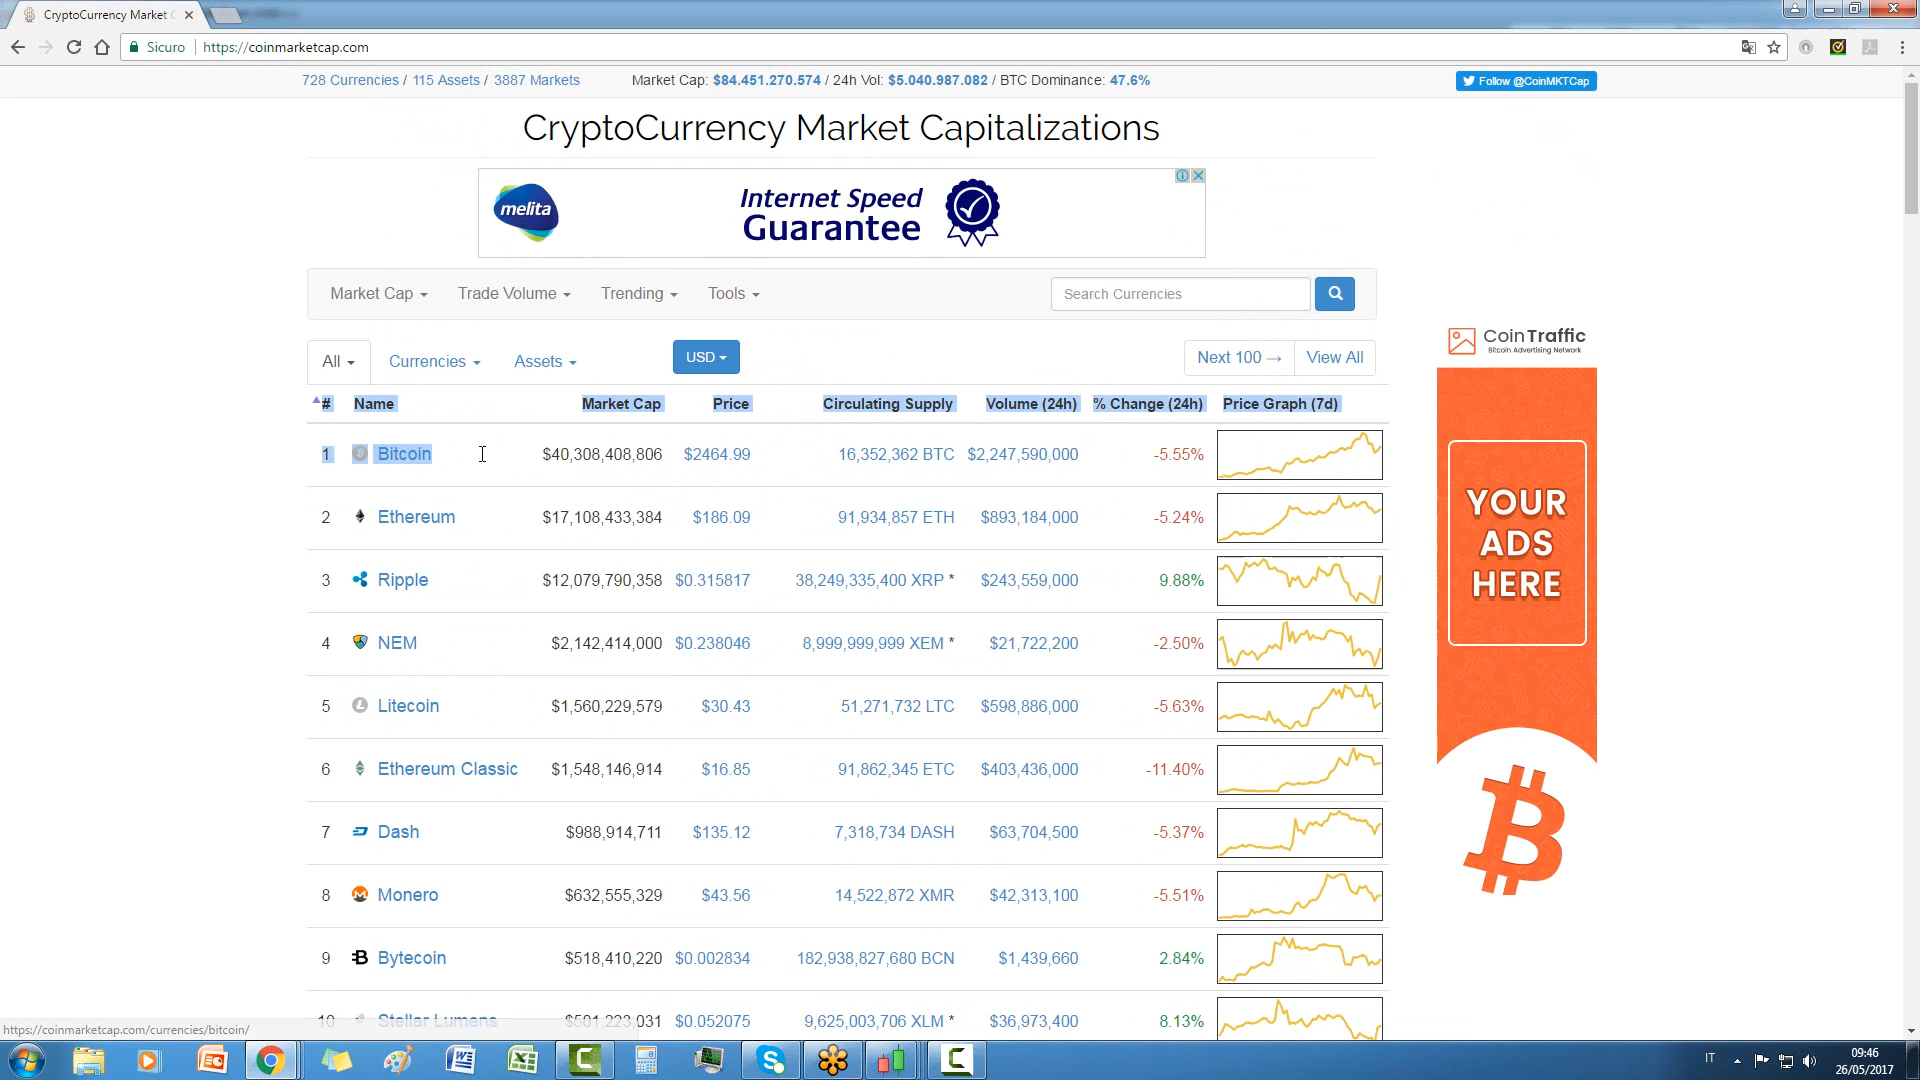 CryptoCurrency Market C
Sicuro https://coinmarketcap.com
728 Currencies / 115 Assets / 3887 Markets Market Cap: $84.451.270.574 / 24h Vol: $5.040.987.082 / BTC Dominance: 47.6% Follow @CoinMKTCap
CryptoCurrency Market Capitalizations
melita Internet Speed Guarantee
Market Cap Trade Volume Trending Tools Search Currencies
All Currencies Assets USD Next 100 → View All
# Name Market Cap Price Circulating Supply Volume (24h) % Change (24h) Price Graph (7d)
1 Bitcoin $40,308,408,806 $2464.99 16,352,362 BTC $2,247,590,000 -5.55%
2 Ethereum $17,108,433,384 $186.09 91,934,857 ETH $893,184,000 -5.24%
3 Ripple $12,079,790,358 $0.315817 38,249,335,400 XRP * $243,559,000 9.88%
4 NEM $2,142,414,000 $0.238046 8,999,999,999 XEM * $21,722,200 -2.50%
5 Litecoin $1,560,229,579 $30.43 51,271,732 LTC $598,886,000 -5.63%
6 Ethereum Classic $1,548,146,914 $16.85 91,862,345 ETC $403,436,000 -11.40%
7 Dash $988,914,711 $135.12 7,318,734 DASH $63,704,500 -5.37%
8 Monero $632,555,329 $43.56 14,522,872 XMR $42,313,100 -5.51%
9 Bytecoin $518,410,220 $0.002834 182,938,827,680 BCN $1,439,660 2.84%
10 Stellar Lumens $501,223,031 $0.052075 9,625,003,706 XLM * $36,973,400 8.13%
CoinTraffic
Bitcoin Advertising Network
YOUR
ADS
HERE
https://coinmarketcap.com/currencies/bitcoin/
IT
09:46
26/05/2017